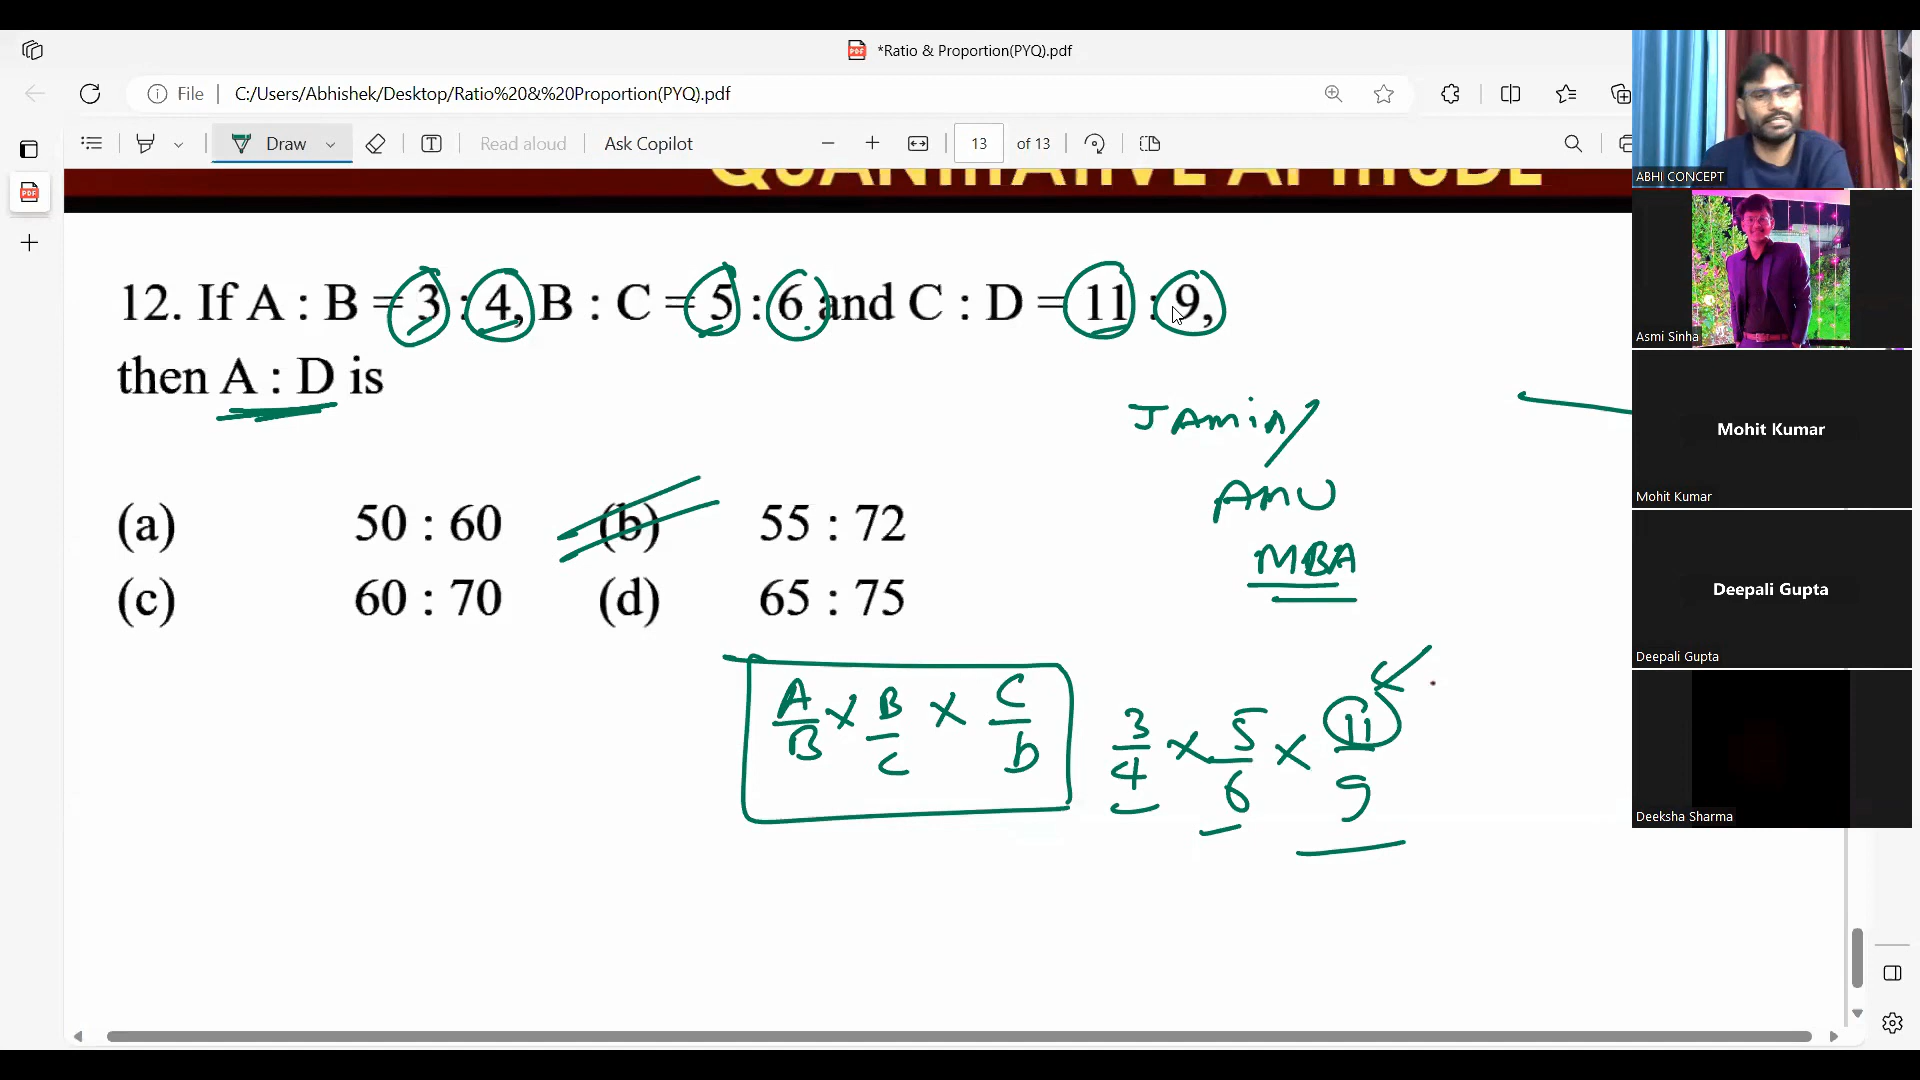 *Ratio & Proportion(PYQ).pdf
File
C:/Users/Abhishek/Desktop/Ratio%20&%20Proportion(PYQ).pdf
Draw
Read aloud
Ask Copilot
13 of 13
QUANTITATIVE APTITUDE
12. If A : B = 3 : 4, B : C = 5 : 6 and C : D = 11 : 9,
then A : D is
(a) 50 : 60 (b) 55 : 72
(c) 60 : 70 (d) 65 : 75
JAmia/
AMU
MBA
A/B × B/C × C/D
3/4 × 5/6 × 11/9
ABHI CONCEPT
Asmi Sinha
Mohit Kumar
Mohit Kumar
Deepali Gupta
Deepali Gupta
Deeksha Sharma